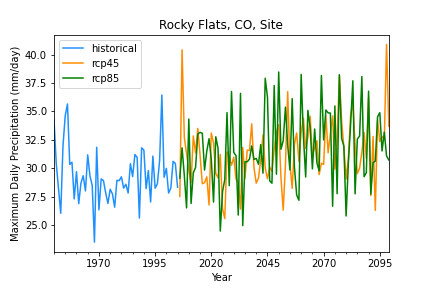 Rocky Flats, CO, Site
historical
rcp45
rcp85
Maximum Daily Precipitation (mm/day)
40.0
37.5
35.0
32.5
30.0
27.5
25.0
1970
1995
2020
2045
2070
2095
Year